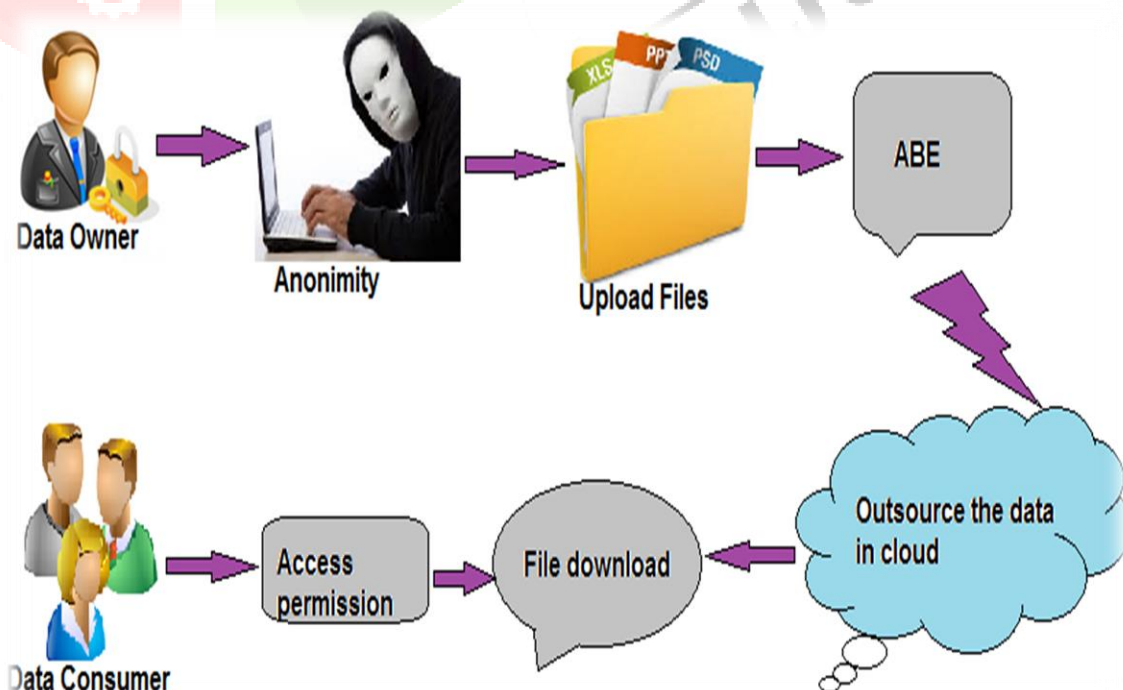 XLS
PPT
PSD
ABE
Data Owner
Anonimity
Upload Files
Outsource the data
in cloud
Access
permission
File download
Data Consumer